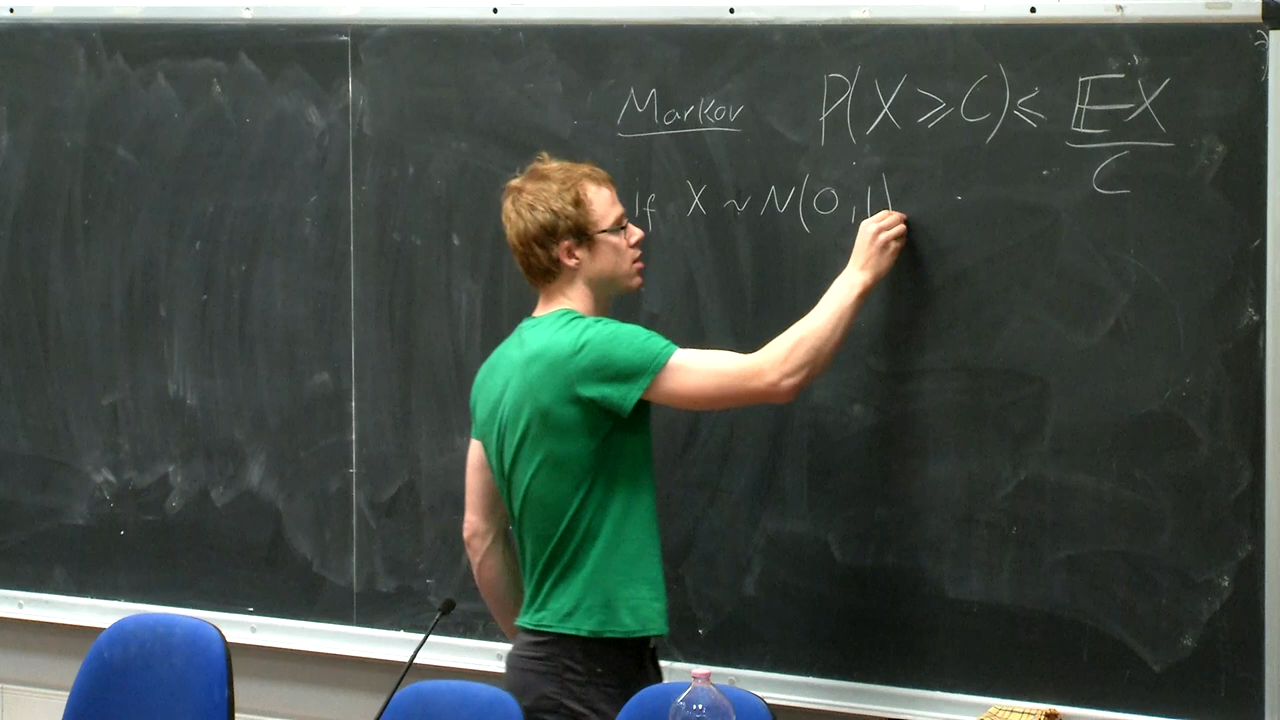 Markov P(X ⩾ C) ⩽ EX/C
If X ~ N(0,1)